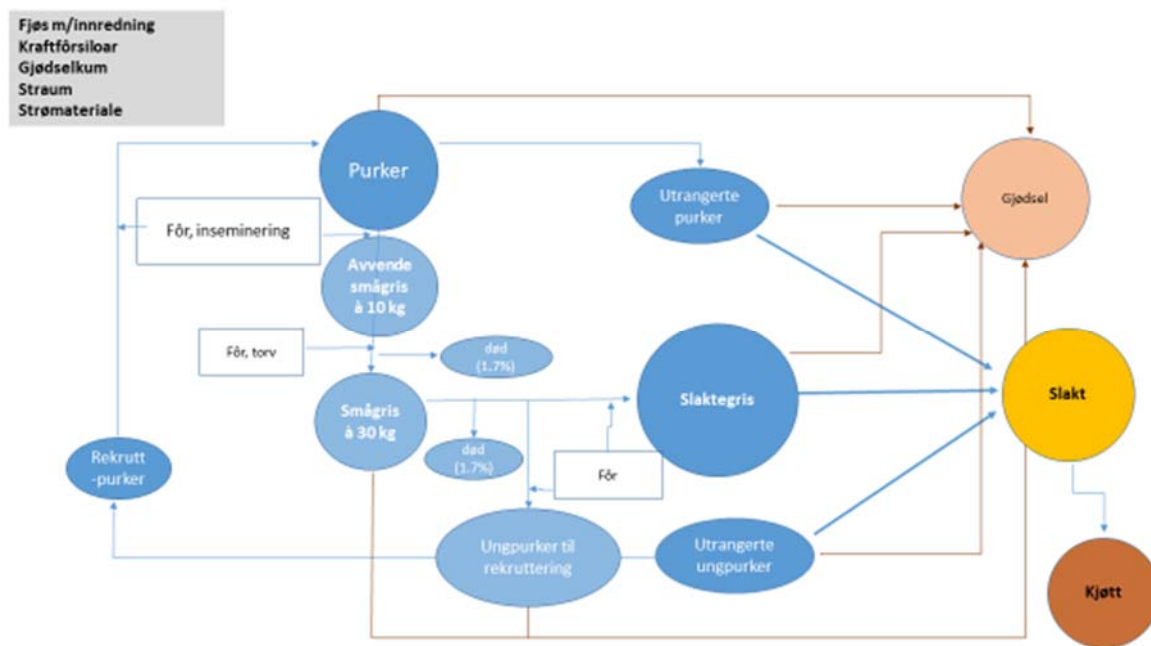 Fjøs m/innredning
Kraftfôrsiloar
Gjødselkum
Straum
Strømateriale
Purker
Utrangerte
purker
Gjødsel
Fôr, inseminering
Avvende
smågris
à 10 kg
Fôr, torv
død
(1.7%)
Slaktegris
Slakt
Smågris
à 30 kg
død
(1.7%)
Rekrutt
-purker
Fôr
Ungpurker til
rekruttering
Utrangerte
ungpurker
Kjøtt